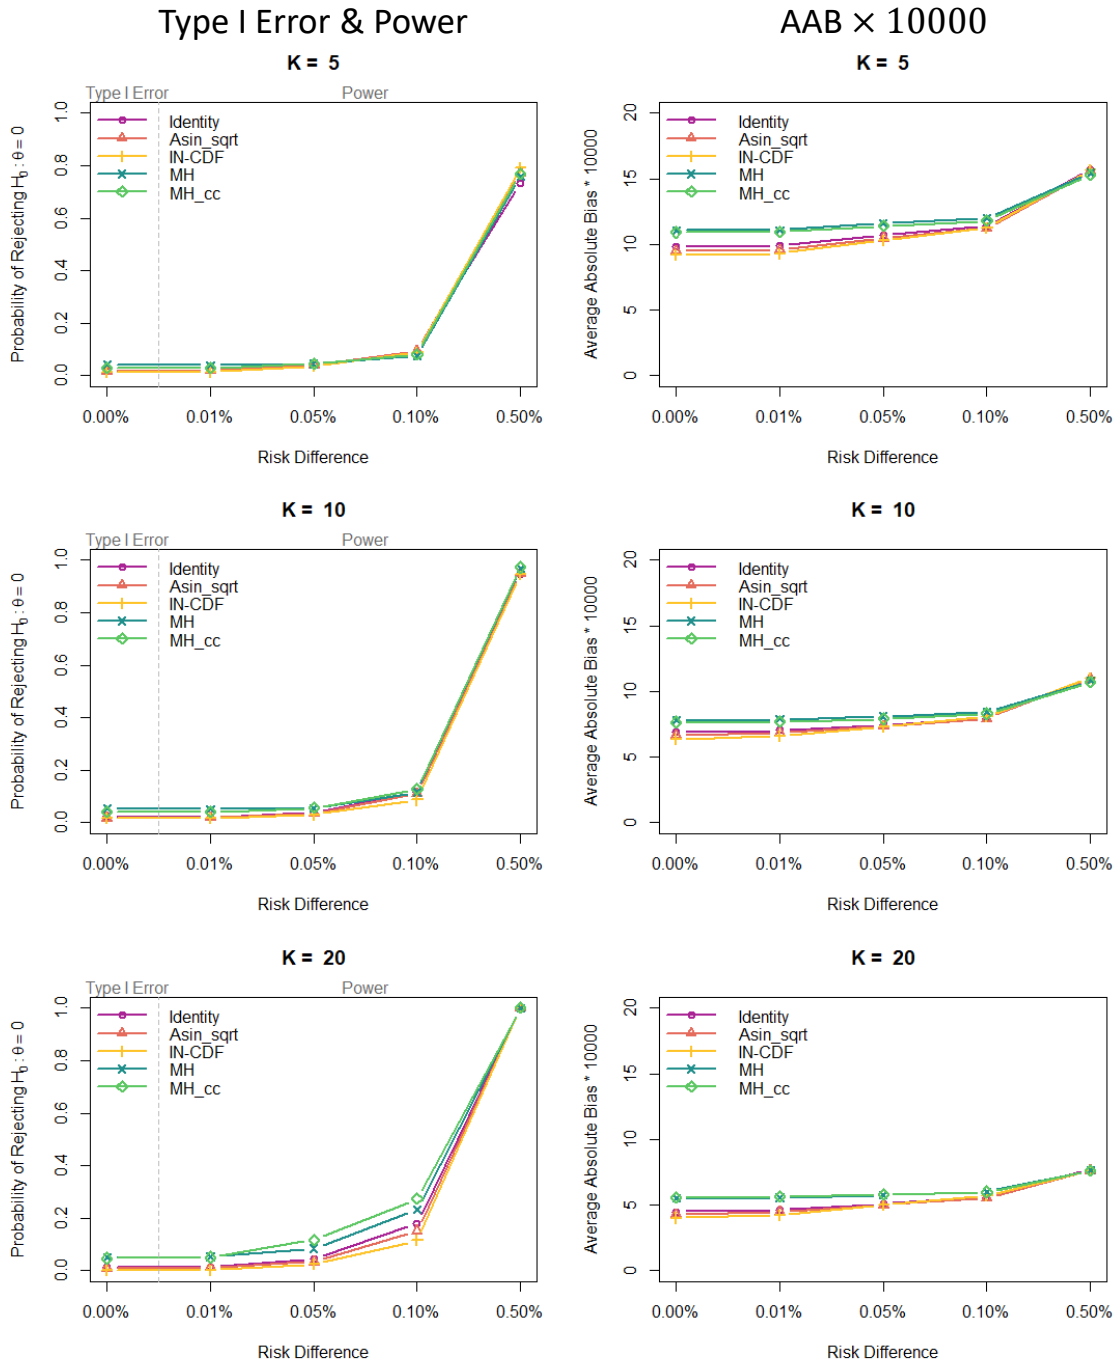 Type I Error & Power
AAB × 10000
K = 5
Type I Error
Power
Probability of Rejecting H0 : θ = 0
1.0
0.8
0.6
0.4
0.2
0.0
Identity
Asin_sqrt
IN-CDF
MH
MH_cc
0.00%
0.01%
0.05%
0.10%
0.50%
Risk Difference
K = 5
Average Absolute Bias * 10000
20
15
10
5
0
Identity
Asin_sqrt
IN-CDF
MH
MH_cc
0.00%
0.01%
0.05%
0.10%
0.50%
Risk Difference
K = 10
Type I Error
Power
Probability of Rejecting H0 : θ = 0
1.0
0.8
0.6
0.4
0.2
0.0
Identity
Asin_sqrt
IN-CDF
MH
MH_cc
0.00%
0.01%
0.05%
0.10%
0.50%
Risk Difference
K = 10
Average Absolute Bias * 10000
20
15
10
5
0
Identity
Asin_sqrt
IN-CDF
MH
MH_cc
0.00%
0.01%
0.05%
0.10%
0.50%
Risk Difference
K = 20
Type I Error
Power
Probability of Rejecting H0 : θ = 0
1.0
0.8
0.6
0.4
0.2
0.0
Identity
Asin_sqrt
IN-CDF
MH
MH_cc
0.00%
0.01%
0.05%
0.10%
0.50%
Risk Difference
K = 20
Average Absolute Bias * 10000
20
15
10
5
0
Identity
Asin_sqrt
IN-CDF
MH
MH_cc
0.00%
0.01%
0.05%
0.10%
0.50%
Risk Difference